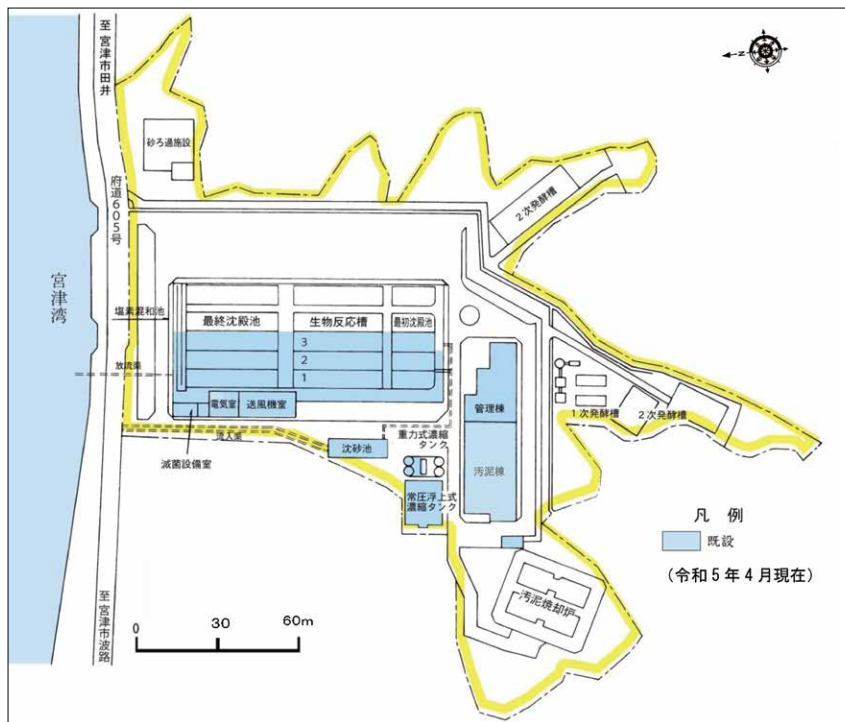 至 宮津市田井
N
砂ろ過施設
府道605号
2次発酵槽
宮津湾
塩素混和池
最終沈殿池
生物反応槽
最初沈殿池
3
2
1
放流渠
電気室
送風機室
管理棟
1次発酵槽
2次発酵槽
流入渠
滅菌設備室
沈砂池
重力式濃縮
タンク
汚泥棟
常圧浮上式
濃縮タンク
凡 例
既設
(令和5年4月現在)
汚泥焼却炉
至 宮津市波路
0
30
60m